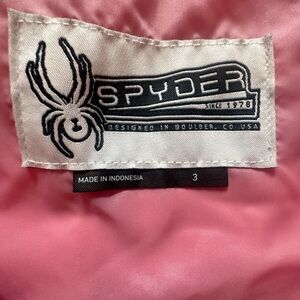 SPYDER
SINCE 1978
DESIGNED IN BOULDER, CO USA
MADE IN INDONESIA 3